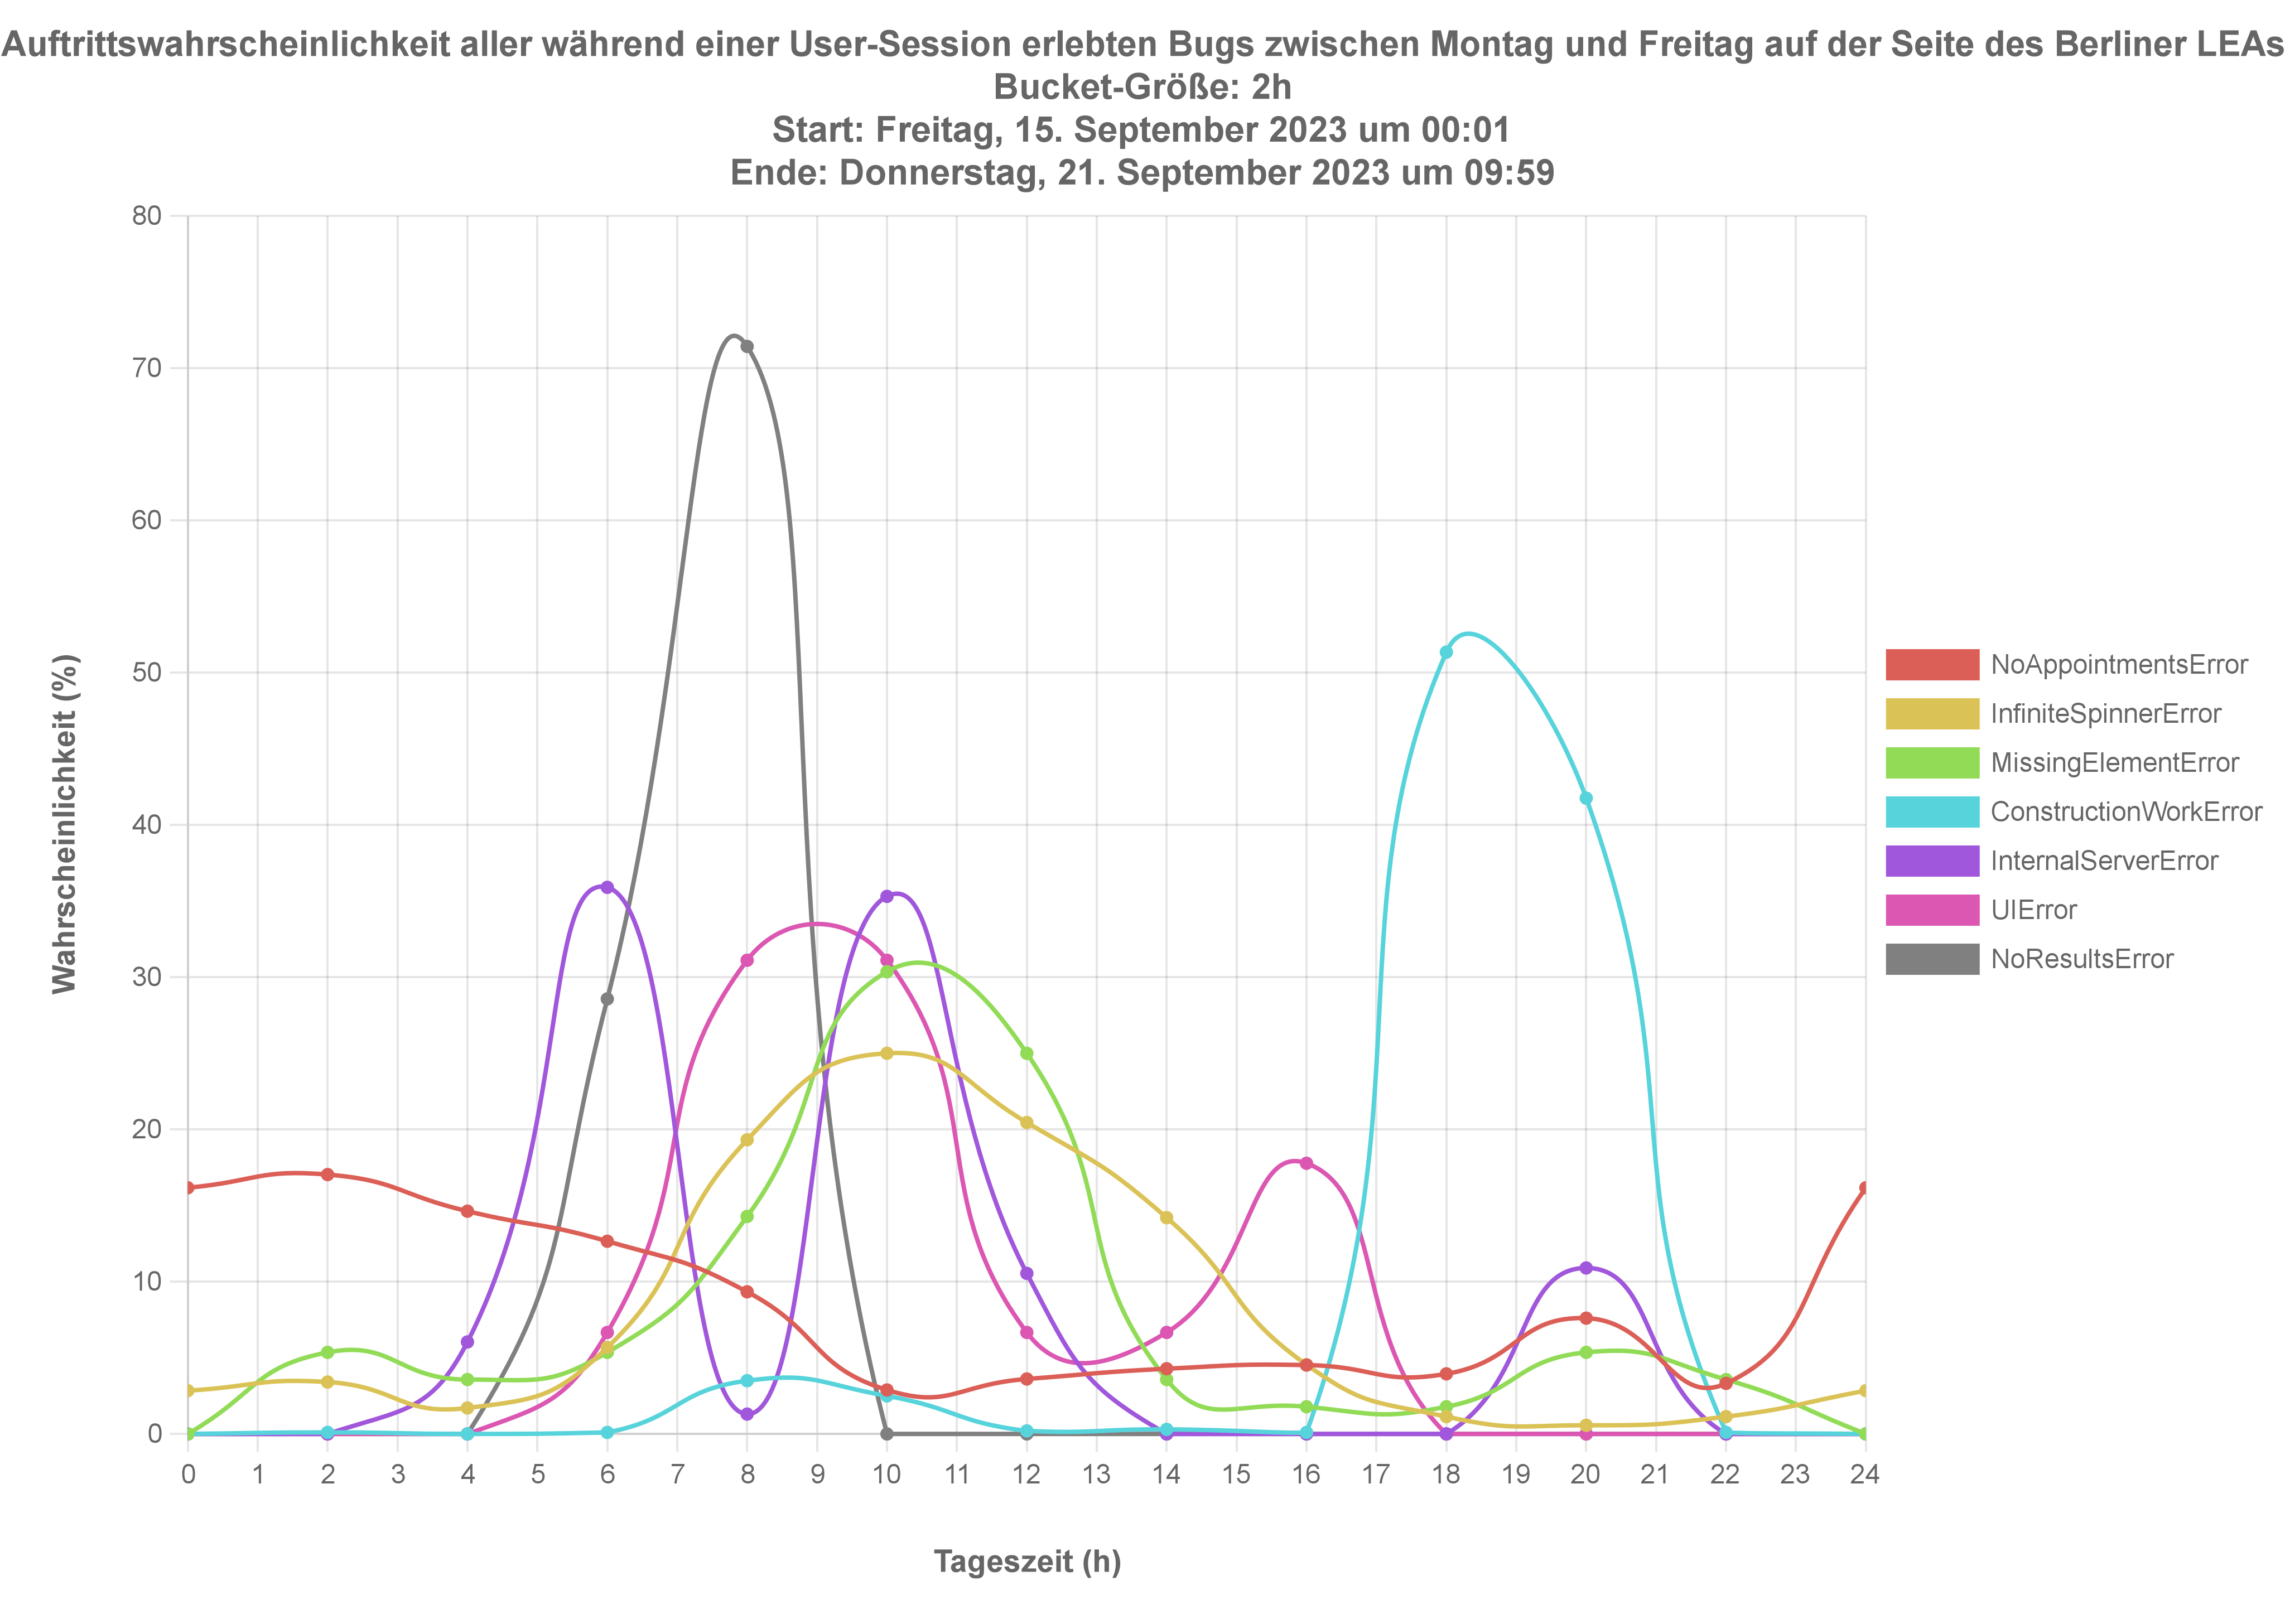 Auftrittswahrscheinlichkeit aller während einer User-Session erlebten Bugs zwischen Montag und Freitag auf der Seite des Berliner LEAs
Bucket-Größe: 2h
Start: Freitag, 15. September 2023 um 00:01
Ende: Donnerstag, 21. September 2023 um 09:59
80
70
60
50
40
30
20
10
0
Wahrscheinlichkeit (%)
NoAppointmentsError
InfiniteSpinnerError
MissingElementError
ConstructionWorkError
InternalServerError
UIError
NoResultsError
0 1 2 3 4 5 6 7 8 9 10 11 12 13 14 15 16 17 18 19 20 21 22 23 24
Tageszeit (h)